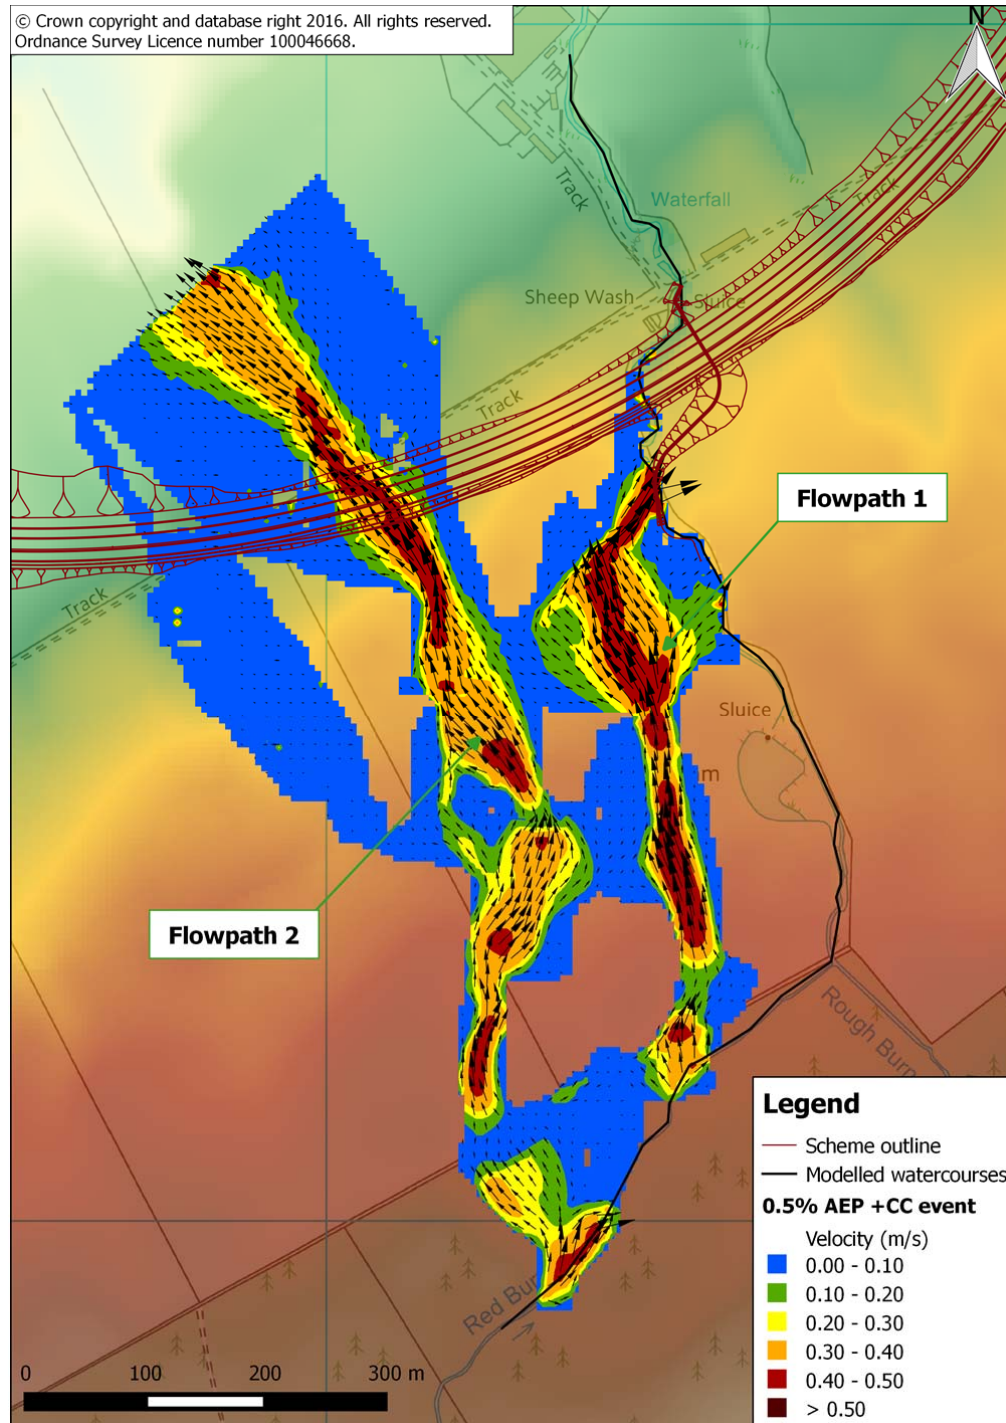 © Crown copyright and database right 2016. All rights reserved.
Ordnance Survey Licence number 100046668.
N
Track
Waterfall
Track
Sheep Wash
Sluice
Track
Flowpath 1
Track
Sluice
m
Flowpath 2
Rough Burn
Red Bur
Legend
Scheme outline
Modelled watercourses
0.5% AEP +CC event
Velocity (m/s)
0.00 - 0.10
0.10 - 0.20
0.20 - 0.30
0.30 - 0.40
0.40 - 0.50
> 0.50
0 100 200 300 m